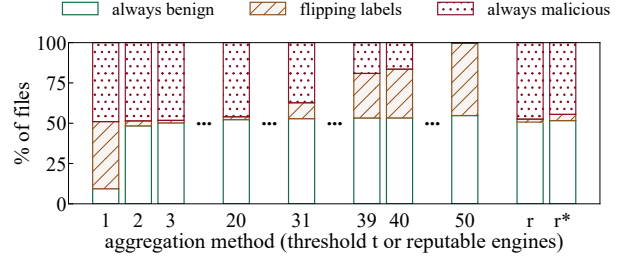 always benign flipping labels always malicious
100
75
50
25
0
% of files
... ... ... ...
1 2 3 20 31 39 40 50 r r*
aggregation method (threshold t or reputable engines)